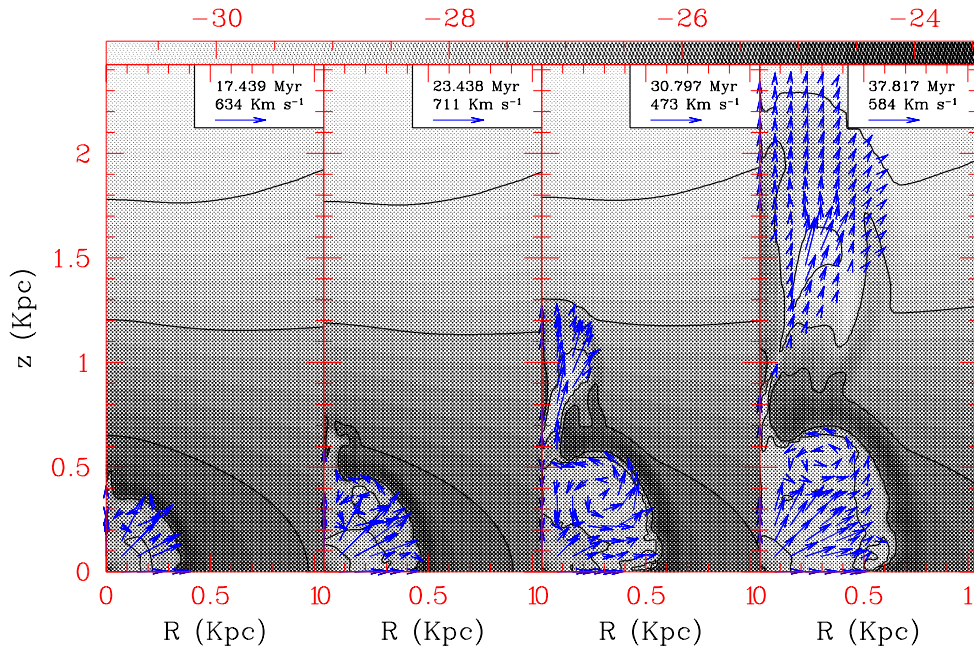 -30 -28 -26 -24
17.439 Myr
634 Km s⁻¹
23.438 Myr
711 Km s⁻¹
30.797 Myr
473 Km s⁻¹
37.817 Myr
584 Km s⁻¹
2
1.5
1
0.5
0
z (Kpc)
0 0.5 10 0.5 10 0.5 10 0.5 1
R (Kpc) R (Kpc) R (Kpc) R (Kpc)